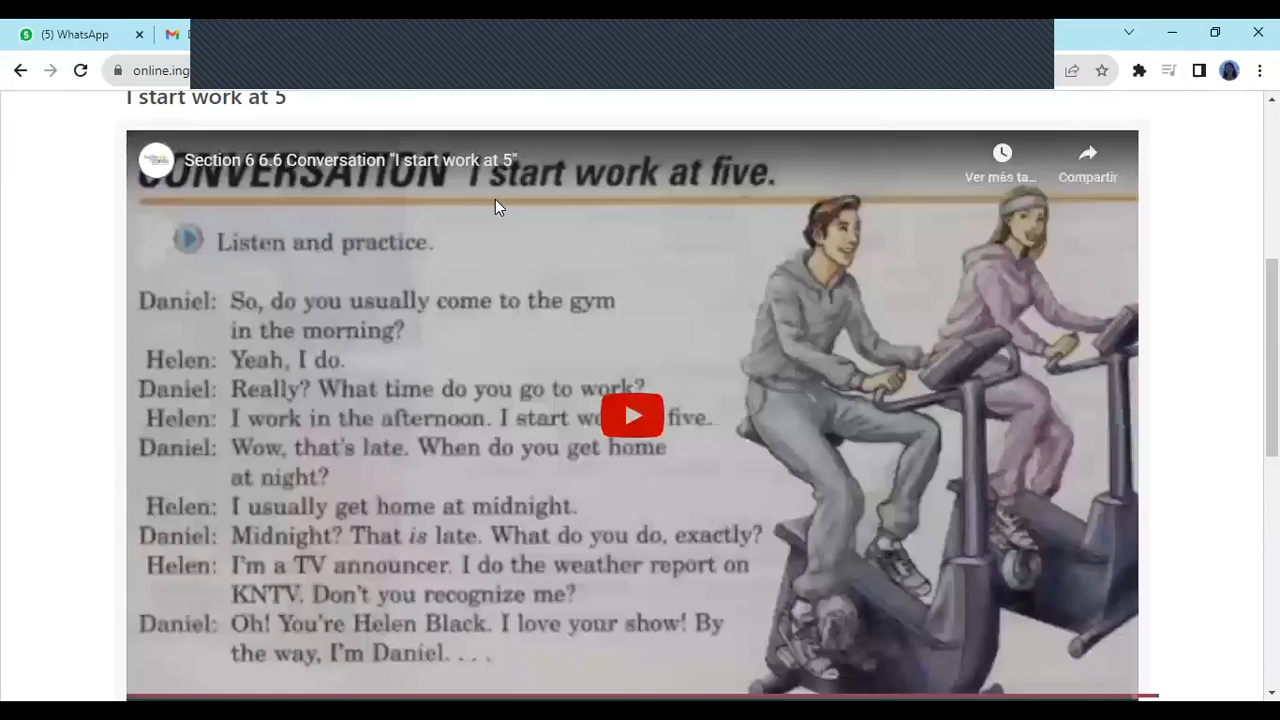 (5) WhatsApp
online.ing
I start work at 5
Section 6 6.6 Conversation "I start work at 5"
Ver más ta...
Compartir
CONVERSATION I start work at five.
Listen and practice.
Daniel: So, do you usually come to the gym
in the morning?
Helen: Yeah, I do.
Daniel: Really? What time do you go to work?
Helen: I work in the afternoon. I start five.
Daniel: Wow, that's late. When do you get home
at night?
Helen: I usually get home at midnight.
Daniel: Midnight? That is late. What do you do, exactly?
Helen: I'm a TV announcer. I do the weather report on
KNTV. Don't you recognize me?
Daniel: Oh! You're Helen Black. I love your show! By
the way, I'm Daniel. . . .